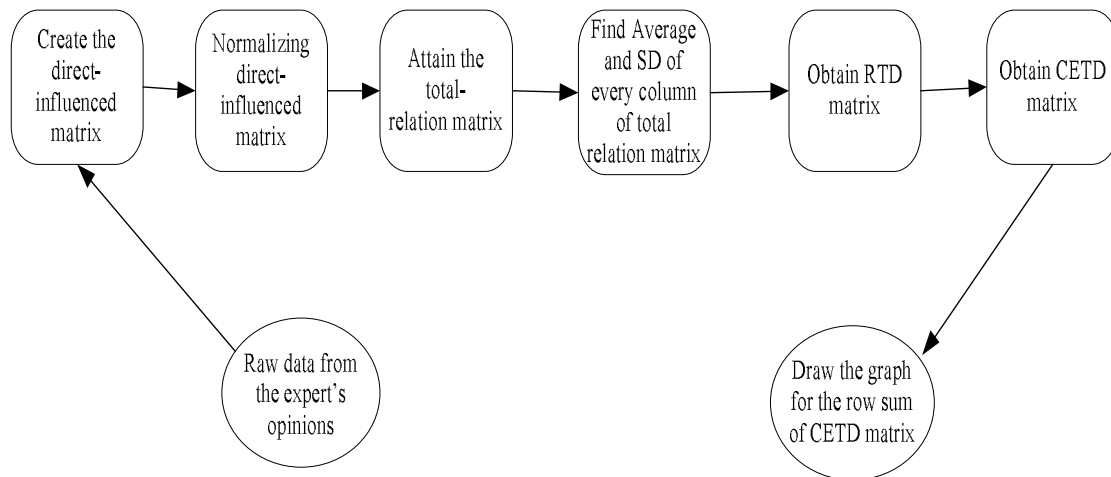 Create the
direct-
influenced
matrix
Normalizing
direct-
influenced
matrix
Attain the
total-
relation matrix
Find Average
and SD of
every column
of total
relation matrix
Obtain RTD
matrix
Obtain CETD
matrix
Raw data from
the expert’s
opinions
Draw the graph
for the row sum
of CETD matrix